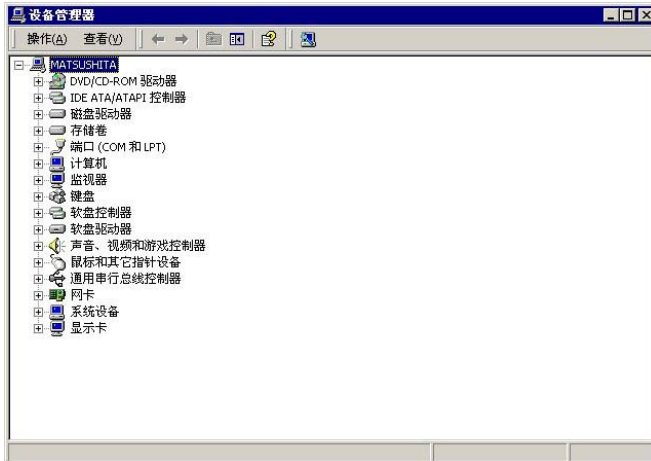 设备管理器
操作(A) 查看(V)
MATSUSHITA
DVD/CD-ROM 驱动器
IDE ATA/ATAPI 控制器
磁盘驱动器
存储卷
端口 (COM 和 LPT)
计算机
监视器
键盘
软盘控制器
软盘驱动器
声音、视频和游戏控制器
鼠标和其它指针设备
通用串行总线控制器
网卡
系统设备
显示卡